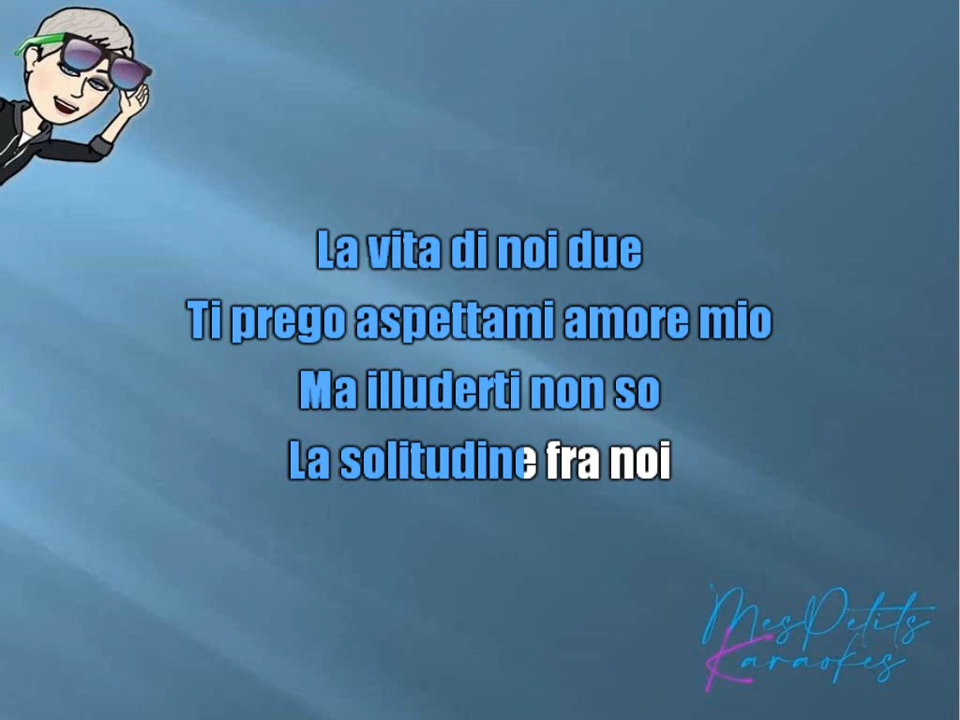 La vita di noi due
Ti prego aspettami amore mio
Ma illuderti non so
La solitudine fra noi
MesPetits
Karaokes